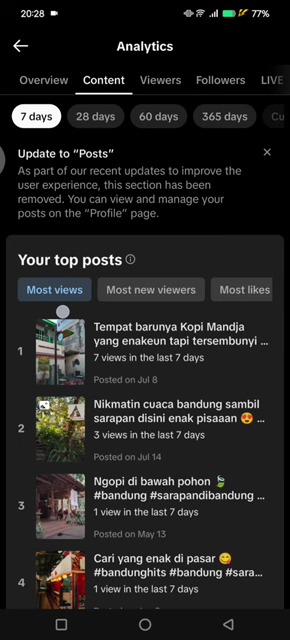 20:28
77%
Analytics
Overview Content Viewers Followers LIVE
7 days 28 days 60 days 365 days Cu
Update to “Posts”
As part of our recent updates to improve the
user experience, this section has been
removed. You can view and manage your
posts on the “Profile” page.
Your top posts
Most views Most new viewers Most likes
1
Tempat barunya Kopi Mandja
yang enakeun tapi tersembunyi ...
7 views in the last 7 days
Posted on Jul 8
2
Nikmatin cuaca bandung sambil
sarapan disini enak pisaaan 😍 ...
3 views in the last 7 days
Posted on Jul 14
3
Ngopi di bawah pohon 🍃
#bandung #sarapandibandung ...
1 view in the last 7 days
Posted on May 13
4
Cari yang enak di pasar 😋
#bandunghits #bandung #sara...
1 view in the last 7 days